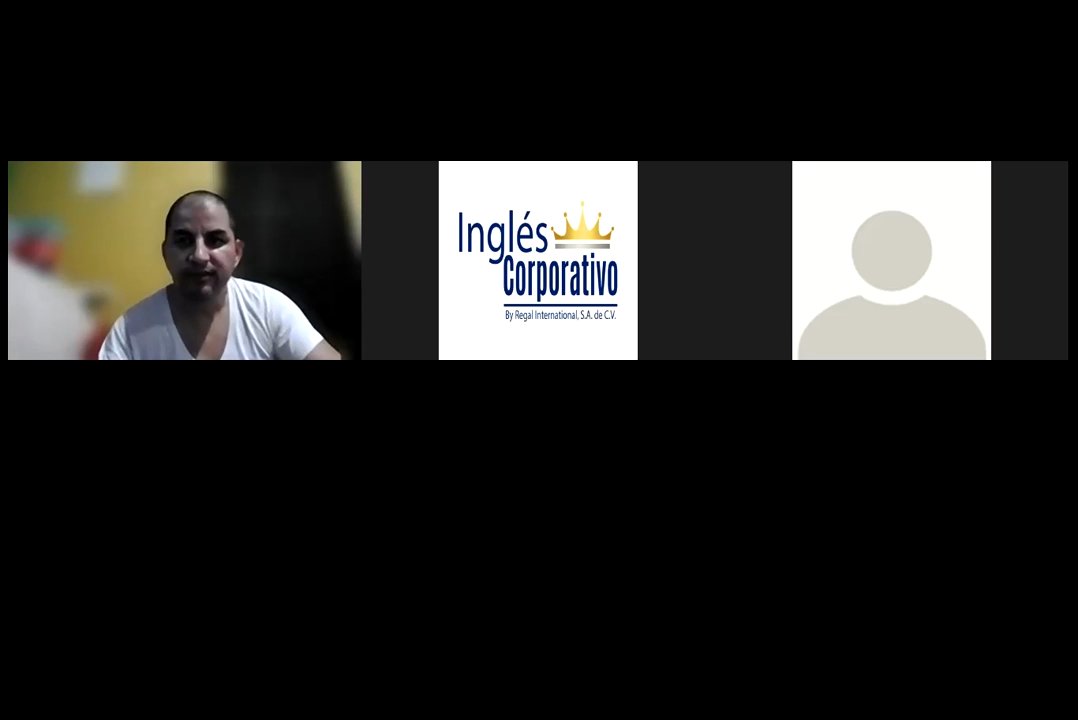 Inglés
Corporativo
By Regal International, S.A. de C.V.